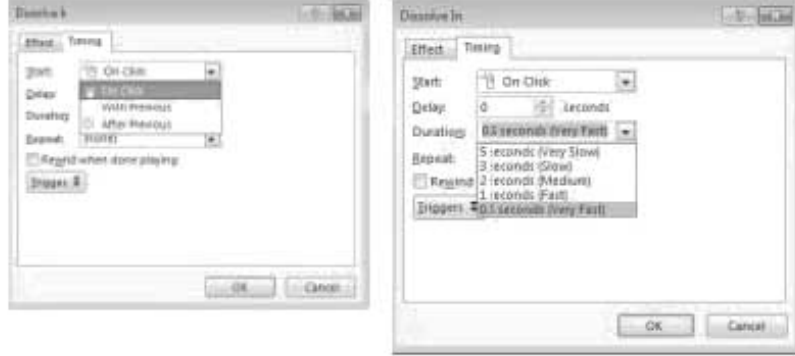 Dissolve In
Effect Timing
Start: On Click
On Click
Delay:
With Previous
Duration:
After Previous
Repeat: (none)
Rewind when done playing
Triggers
OK Cancel
Dissolve In
Effect Timing
Start: On Click
Delay: 0 seconds
Duration: 0.5 seconds (Very Fast)
Repeat:
5 seconds (Very Slow)
3 seconds (Slow)
Rewind
2 seconds (Medium)
1 seconds (Fast)
Triggers
0.5 seconds (Very Fast)
OK Cancel